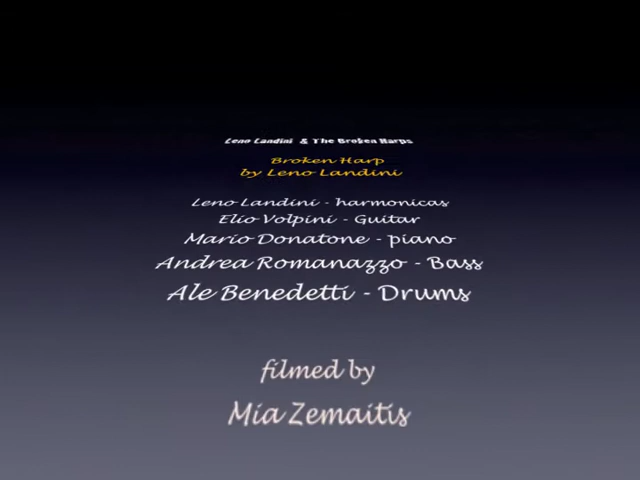 Leno Landini & The Broken Harps
Broken Harp
by Leno Landini
Leno Landini - harmonicas
Elio Volpini - Guitar
Mario Donatone - piano
Andrea Romanazzo - Bass
Ale Benedetti - Drums
filmed by
Mia Zemaitis